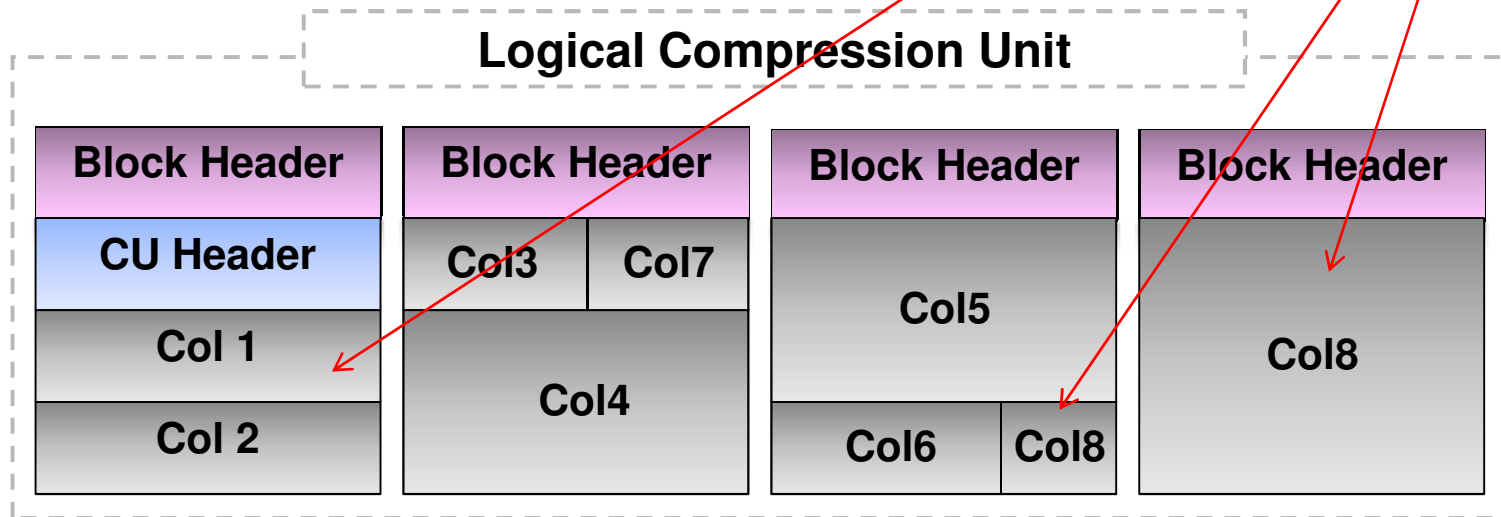 Logical Compression Unit
Block Header
CU Header
Col 1
Col 2
Block Header
Col3 Col7
Col4
Block Header
Col5
Col6 Col8
Block Header
Col8